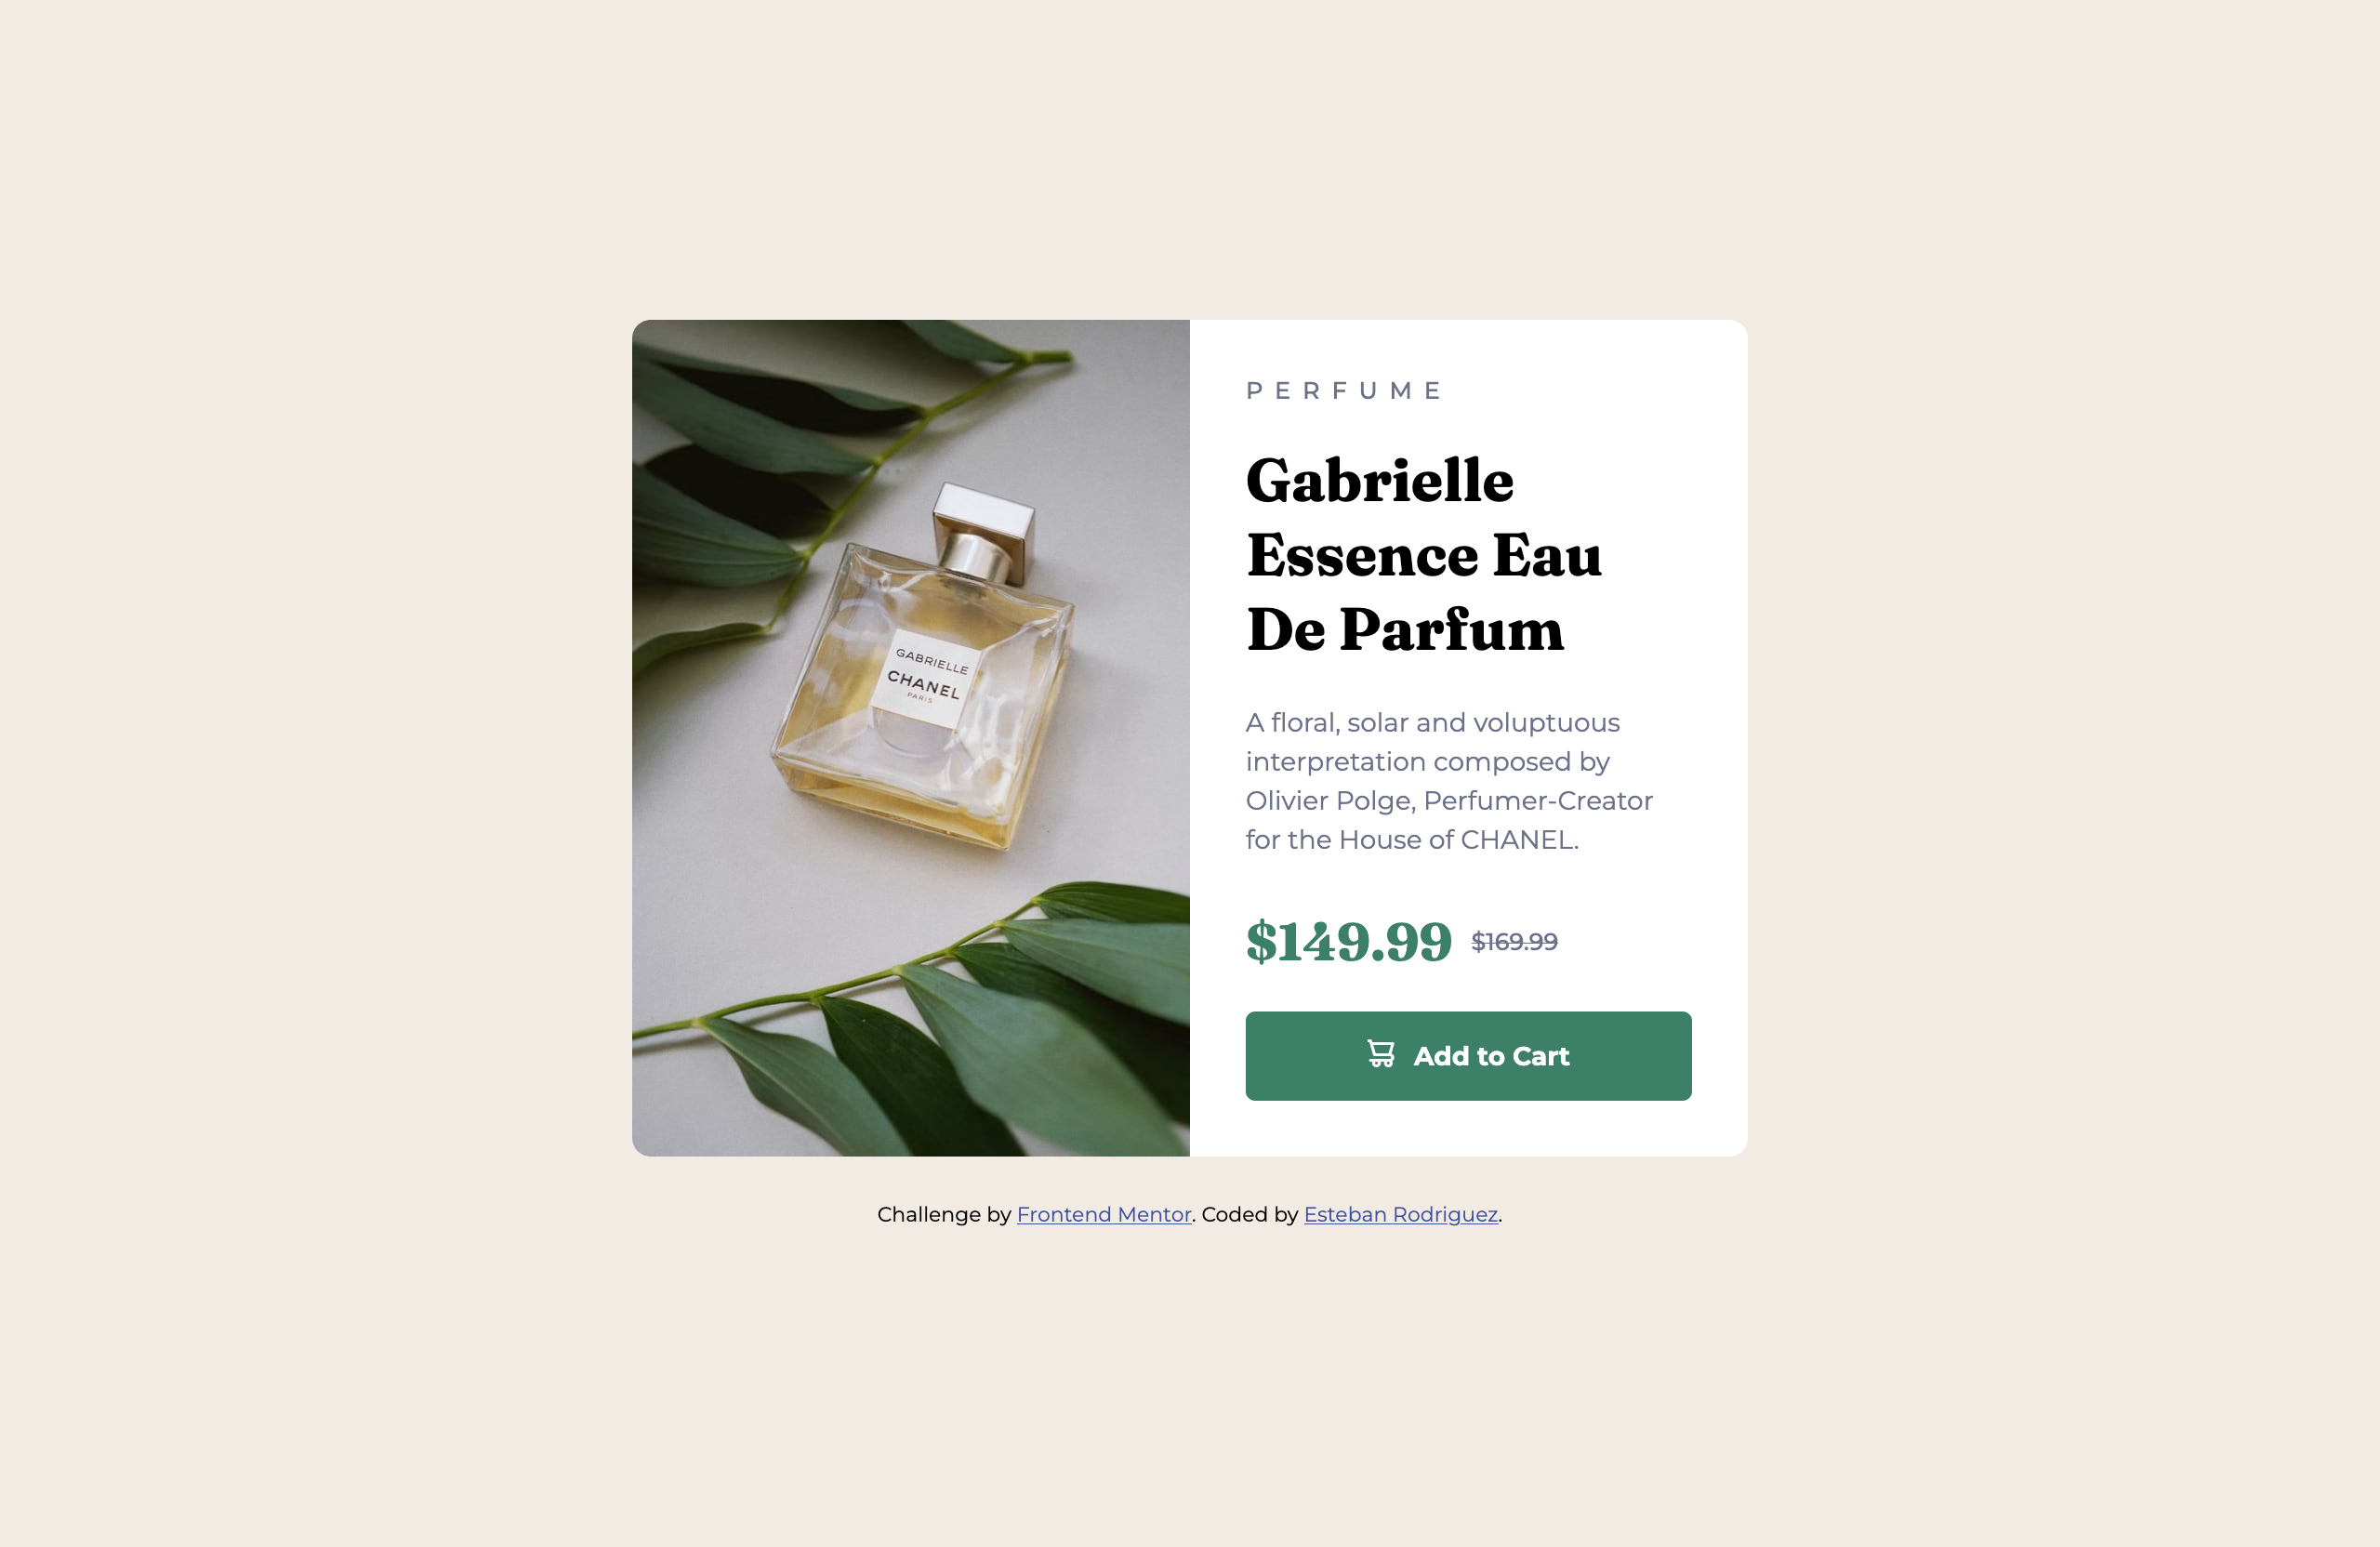 GABRIELLE
CHANEL
PARIS
PERFUME
Gabrielle
Essence Eau
De Parfum
A floral, solar and voluptuous
interpretation composed by
Olivier Polge, Perfumer-Creator
for the House of CHANEL.
$149.99 $169.99
Add to Cart
Challenge by Frontend Mentor. Coded by Esteban Rodriguez.